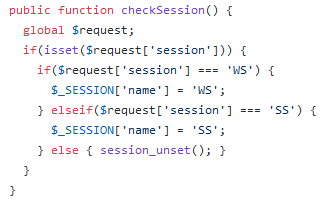 public function checkSession() {
  global $request;
  if(isset($request['session'])) {
    if($request['session'] === 'WS') {
      $_SESSION['name'] = 'WS';
    } elseif($request['session'] === 'SS') {
      $_SESSION['name'] = 'SS';
    } else { session_unset(); }
  }
}